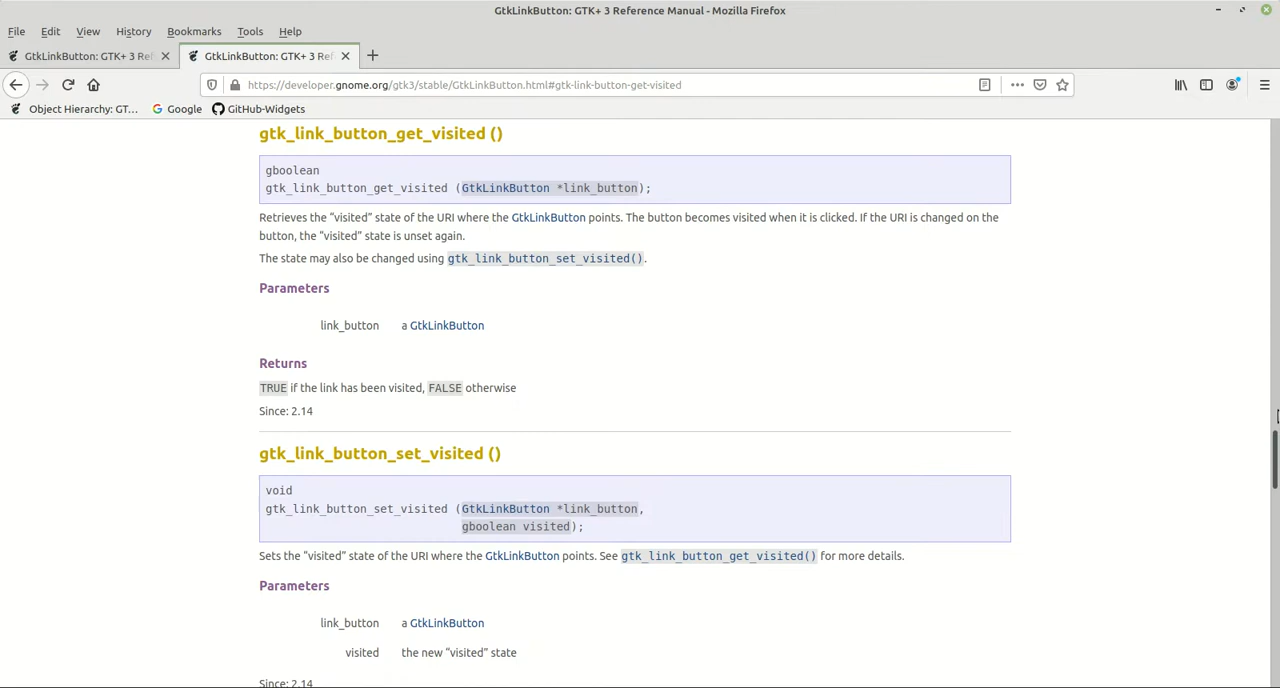 GtkLinkButton: GTK+ 3 Reference Manual - Mozilla Firefox
File Edit View History Bookmarks Tools Help
GtkLinkButton: GTK+ 3 Ref GtkLinkButton: GTK+ 3 Ref
https://developer.gnome.org/gtk3/stable/GtkLinkButton.html#gtk-link-button-get-visited
Object Hierarchy: GT... Google GitHub-Widgets
gtk_link_button_get_visited ()
gboolean
gtk_link_button_get_visited (GtkLinkButton *link_button);
Retrieves the “visited” state of the URI where the GtkLinkButton points. The button becomes visited when it is clicked. If the URI is changed on the
button, the “visited” state is unset again.
The state may also be changed using gtk_link_button_set_visited().
Parameters
link_button a GtkLinkButton
Returns
TRUE if the link has been visited, FALSE otherwise
Since: 2.14
gtk_link_button_set_visited ()
void
gtk_link_button_set_visited (GtkLinkButton *link_button,
gboolean visited);
Sets the “visited” state of the URI where the GtkLinkButton points. See gtk_link_button_get_visited() for more details.
Parameters
link_button a GtkLinkButton
visited the new “visited” state
Since: 2.14